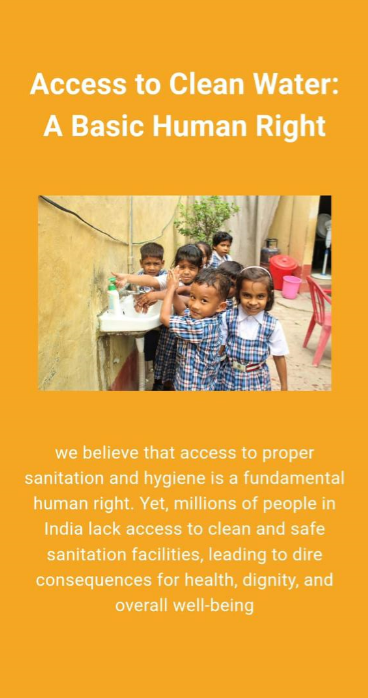 Access to Clean Water:
A Basic Human Right
we believe that access to proper
sanitation and hygiene is a fundamental
human right. Yet, millions of people in
India lack access to clean and safe
sanitation facilities, leading to dire
consequences for health, dignity, and
overall well-being